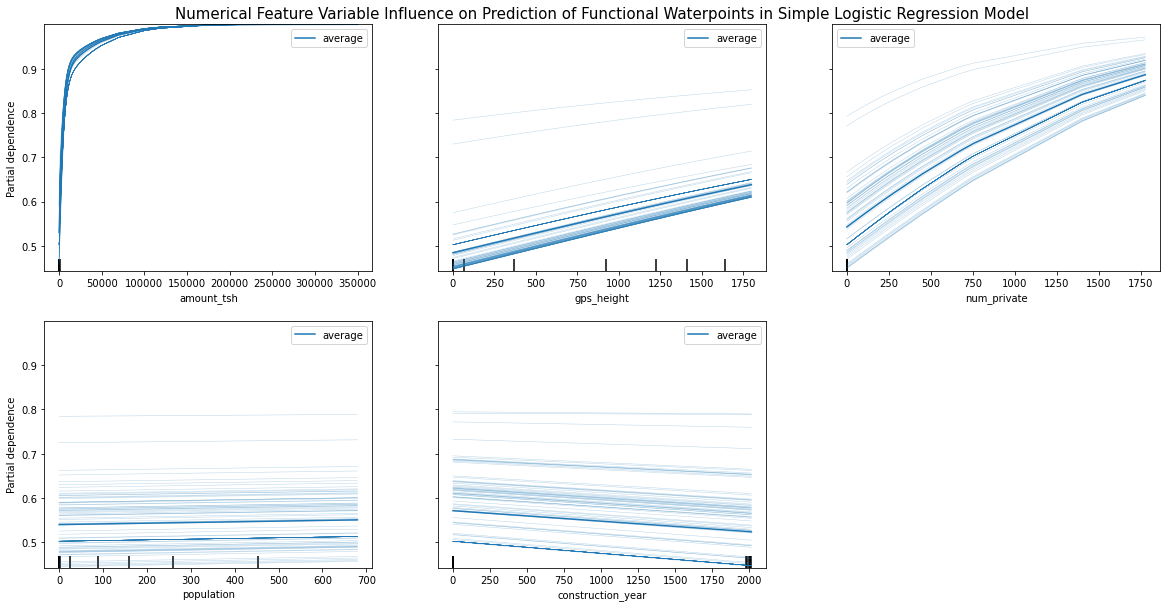 Numerical Feature Variable Influence on Prediction of Functional Waterpoints in Simple Logistic Regression Model
average
average
average
Partial dependence
0.9
0.8
0.7
0.6
0.5
0 50000 100000 150000 200000 250000 300000 350000
0 250 500 750 1000 1250 1500 1750
0 250 500 750 1000 1250 1500 1750
amount_tsh
gps_height
num_private
average
average
Partial dependence
0.9
0.8
0.7
0.6
0.5
0 100 200 300 400 500 600 700
0 250 500 750 1000 1250 1500 1750 2000
population
construction_year